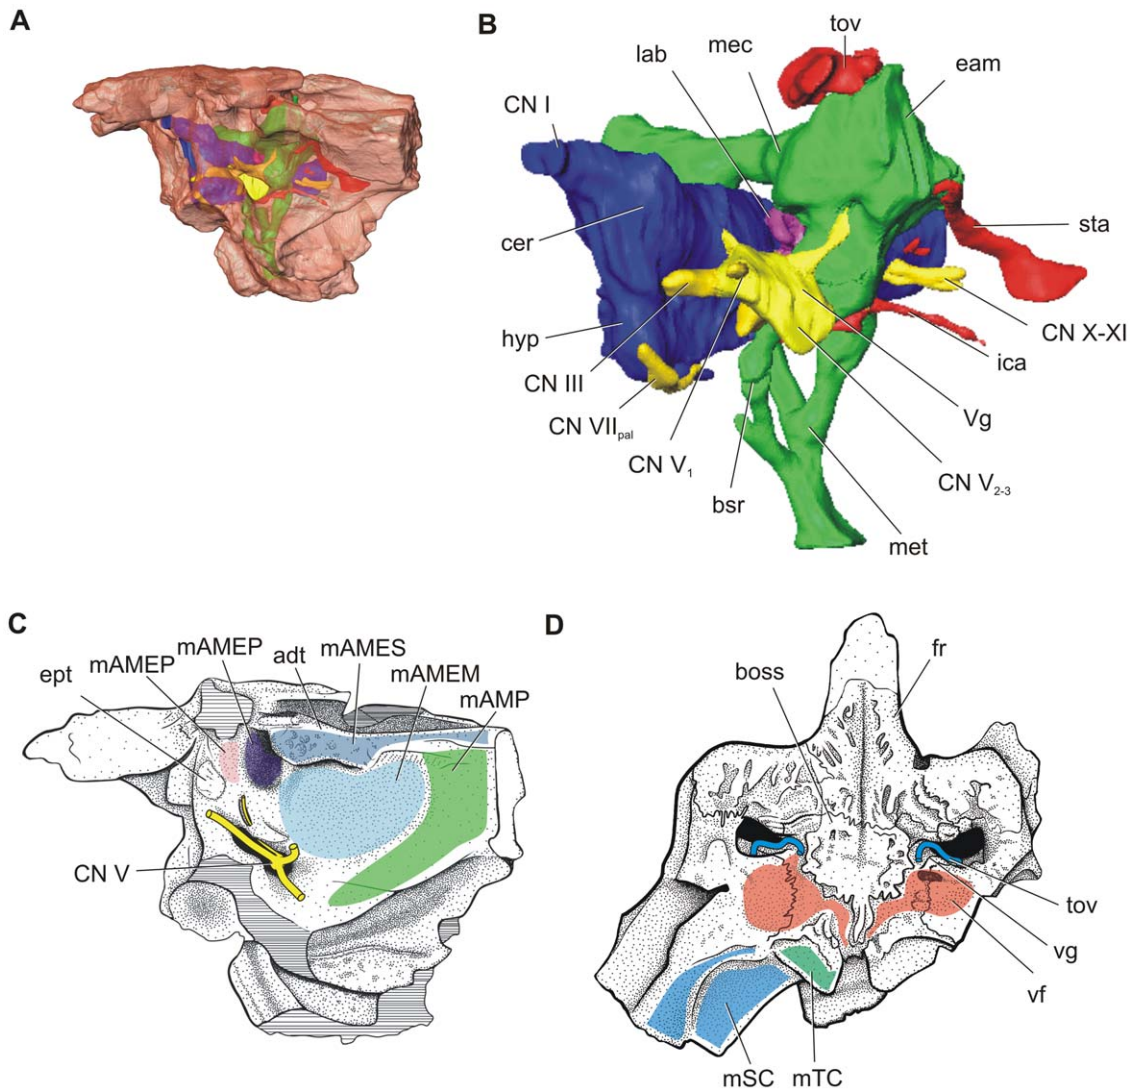 A
B
tov
mec
lab
eam
CN I
cer
sta
hyp
CN X-XI
CN III
ica
CN VIIpal
Vg
CN V1
CN V2-3
bsr
met
C
D
mAMEP
adt
mAMES
mAMEP
mAMEM
ept
mAMP
CN V
fr
boss
tov
vg
vf
mSC
mTC